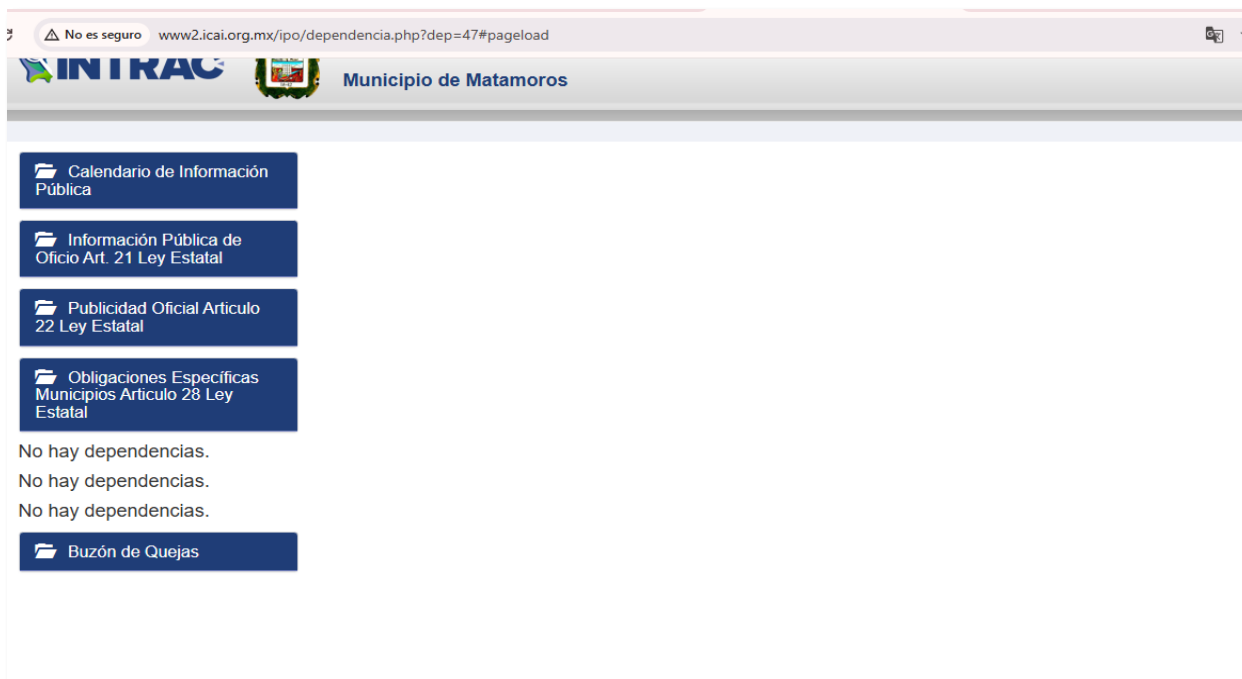 No es seguro www2.icai.org.mx/ipo/dependencia.php?dep=47#pageload
INTRAC
Municipio de Matamoros
Calendario de Información
Pública
Información Pública de
Oficio Art. 21 Ley Estatal
Publicidad Oficial Articulo
22 Ley Estatal
Obligaciones Específicas
Municipios Articulo 28 Ley
Estatal
No hay dependencias.
No hay dependencias.
No hay dependencias.
Buzón de Quejas